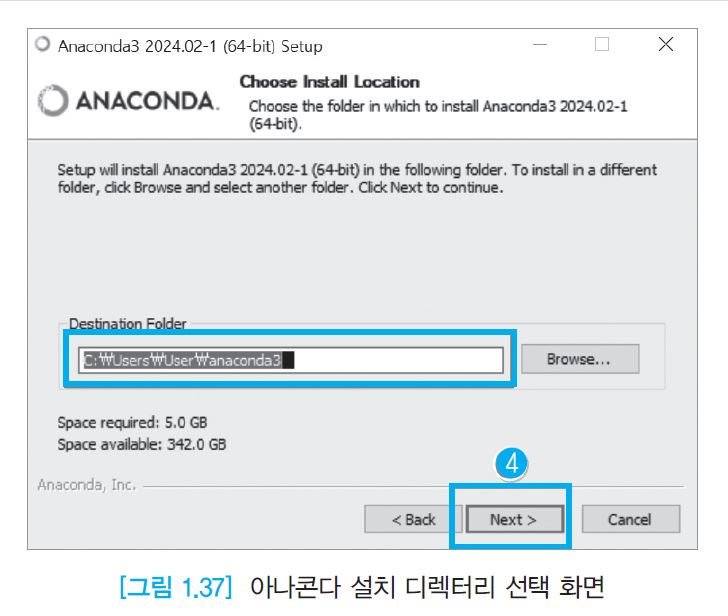 Anaconda3 2024.02-1 (64-bit) Setup
ANACONDA.
Choose Install Location
Choose the folder in which to install Anaconda3 2024.02-1
(64-bit).
Setup will install Anaconda3 2024.02-1 (64-bit) in the following folder. To install in a different
folder, click Browse and select another folder. Click Next to continue.
Destination Folder
C:₩Users₩User₩anaconda3
Browse...
Space required: 5.0 GB
Space available: 342.0 GB
4
Anaconda, Inc.
< Back
Next >
Cancel
[그림 1.37] 아나콘다 설치 디렉터리 선택 화면